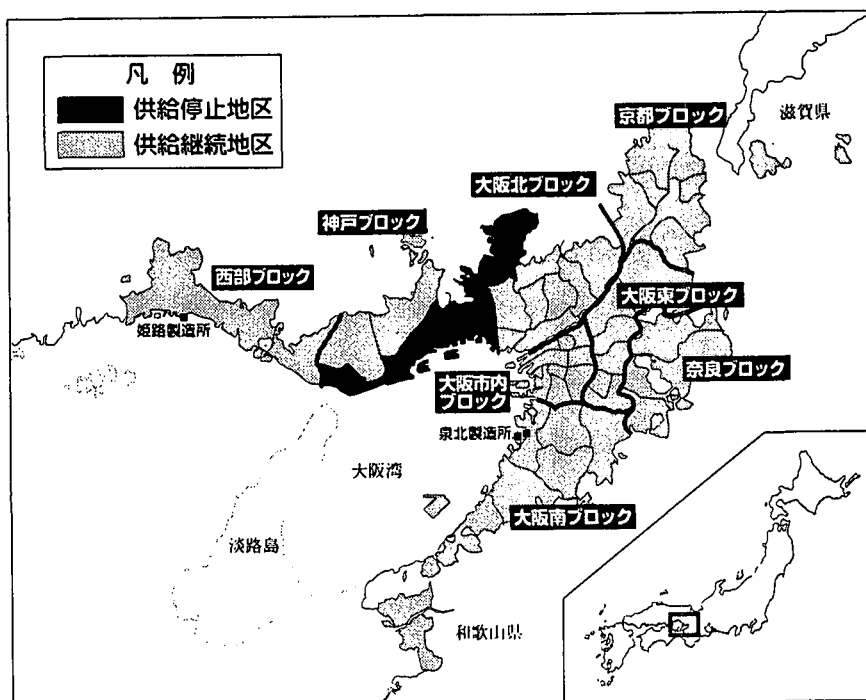 凡 例
供給停止地区
供給継続地区
京都ブロック
滋賀県
大阪北ブロック
神戸ブロック
西部ブロック
姫路製造所
大阪東ブロック
奈良ブロック
大阪市内
ブロック
泉北製造所
大阪湾
大阪南ブロック
淡路島
和歌山県